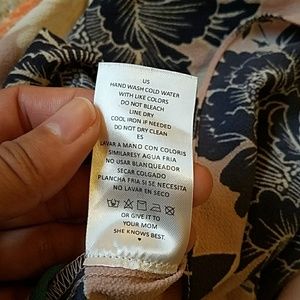 US
HAND WASH COLD WATER
WITH LIKE COLORS
DO NOT BLEACH
LINE DRY
COOL IRON IF NEEDED
DO NOT DRY CLEAN
ES
LAVAR A MANO CON COLORIS
SIMILARESY AGUA FRIA
NO USAR BLANQUEADOR
SECAR COLGADO
PLANCHA FRIA SI SE NECESITA
NO LAVAR EN SECO
OR GIVE IT TO
YOUR MOM
SHE KNOWS BEST.